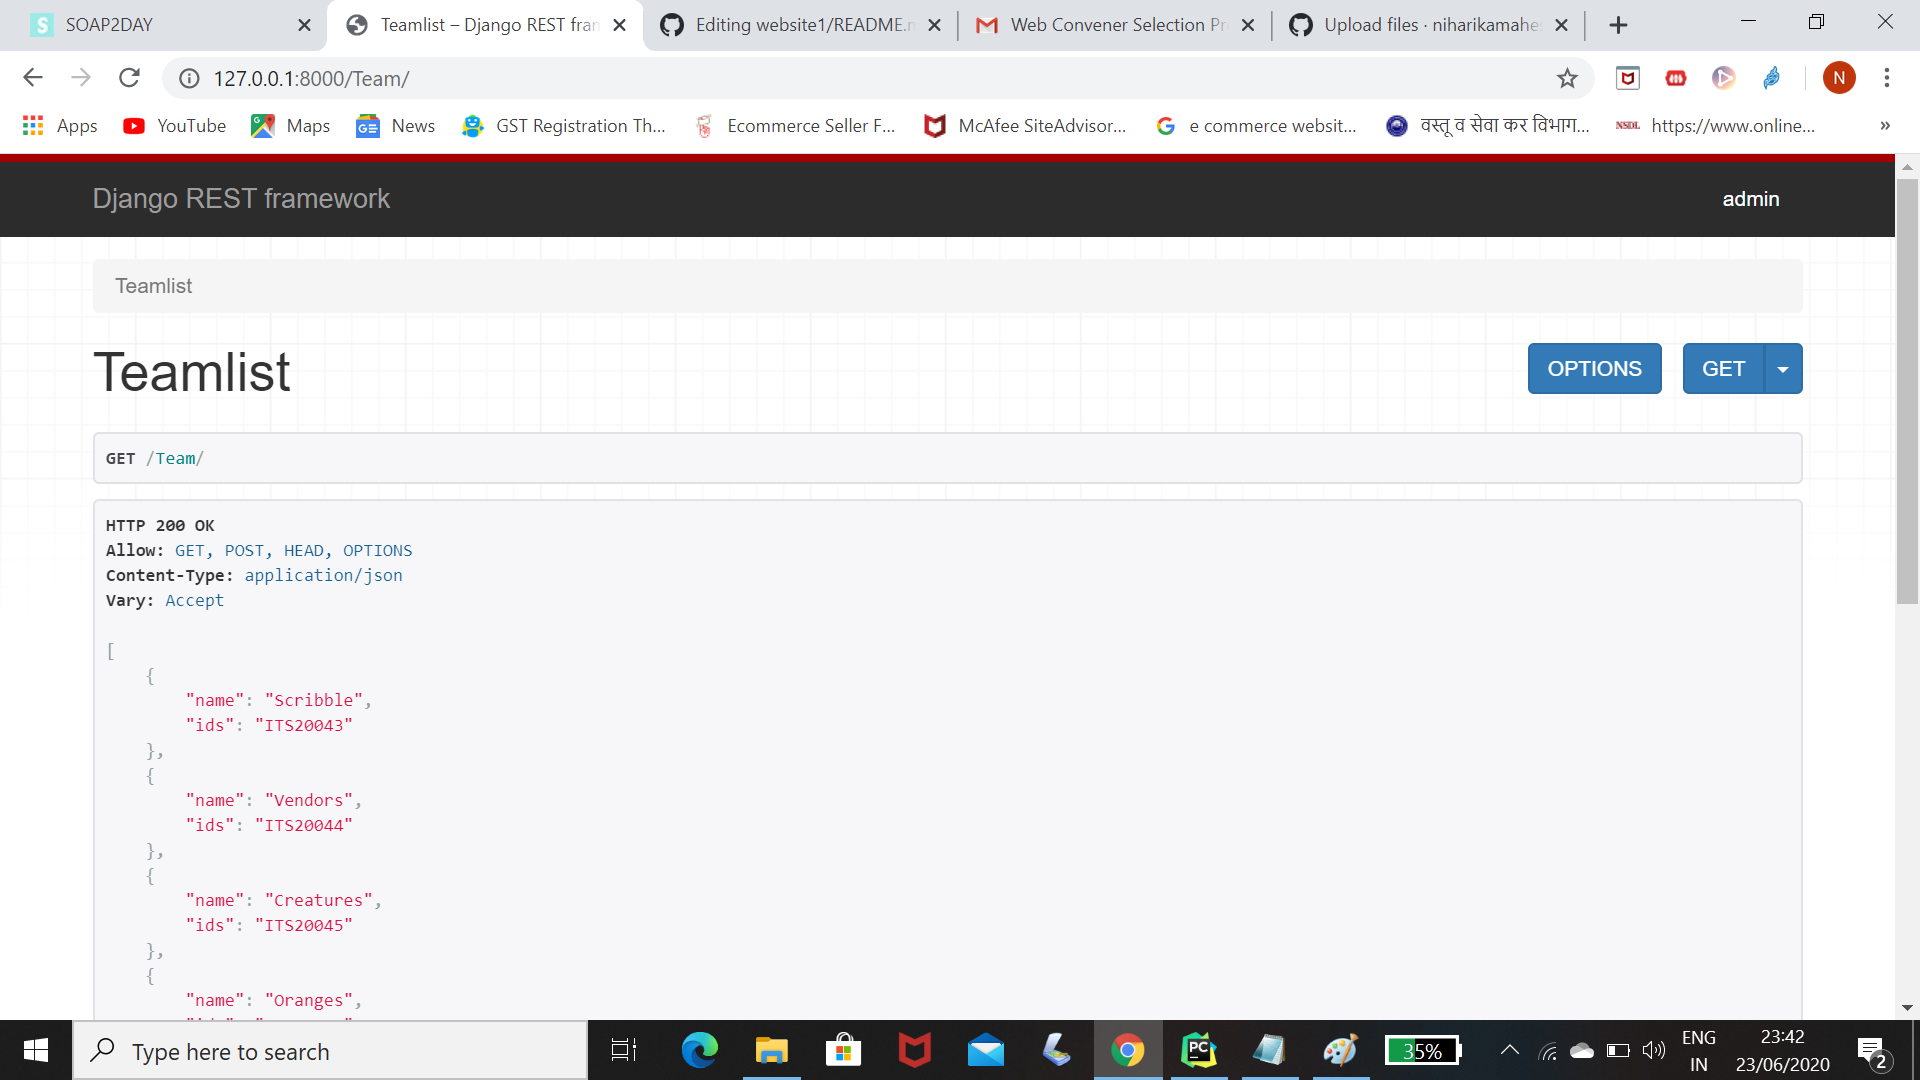 SOAP2DAY
Teamlist – Django REST fran
Editing website1/README.m
Web Convener Selection Pr
Upload files · niharikamahes
127.0.0.1:8000/Team/
N
Apps
YouTube
Maps
News
GST Registration Th...
Ecommerce Seller F...
McAfee SiteAdvisor...
e commerce websit...
वस्तू व सेवा कर विभाग...
NSDL
https://www.online...
»
Django REST framework
admin
Teamlist
Teamlist
OPTIONS
GET
GET /Team/
HTTP 200 OK
Allow: GET, POST, HEAD, OPTIONS
Content-Type: application/json
Vary: Accept
[
{
"name": "Scribble",
"ids": "ITS20043"
},
{
"name": "Vendors",
"ids": "ITS20044"
},
{
"name": "Creatures",
"ids": "ITS20045"
},
{
"name": "Oranges",
Type here to search
35%
ENG
IN
23:42
23/06/2020
2